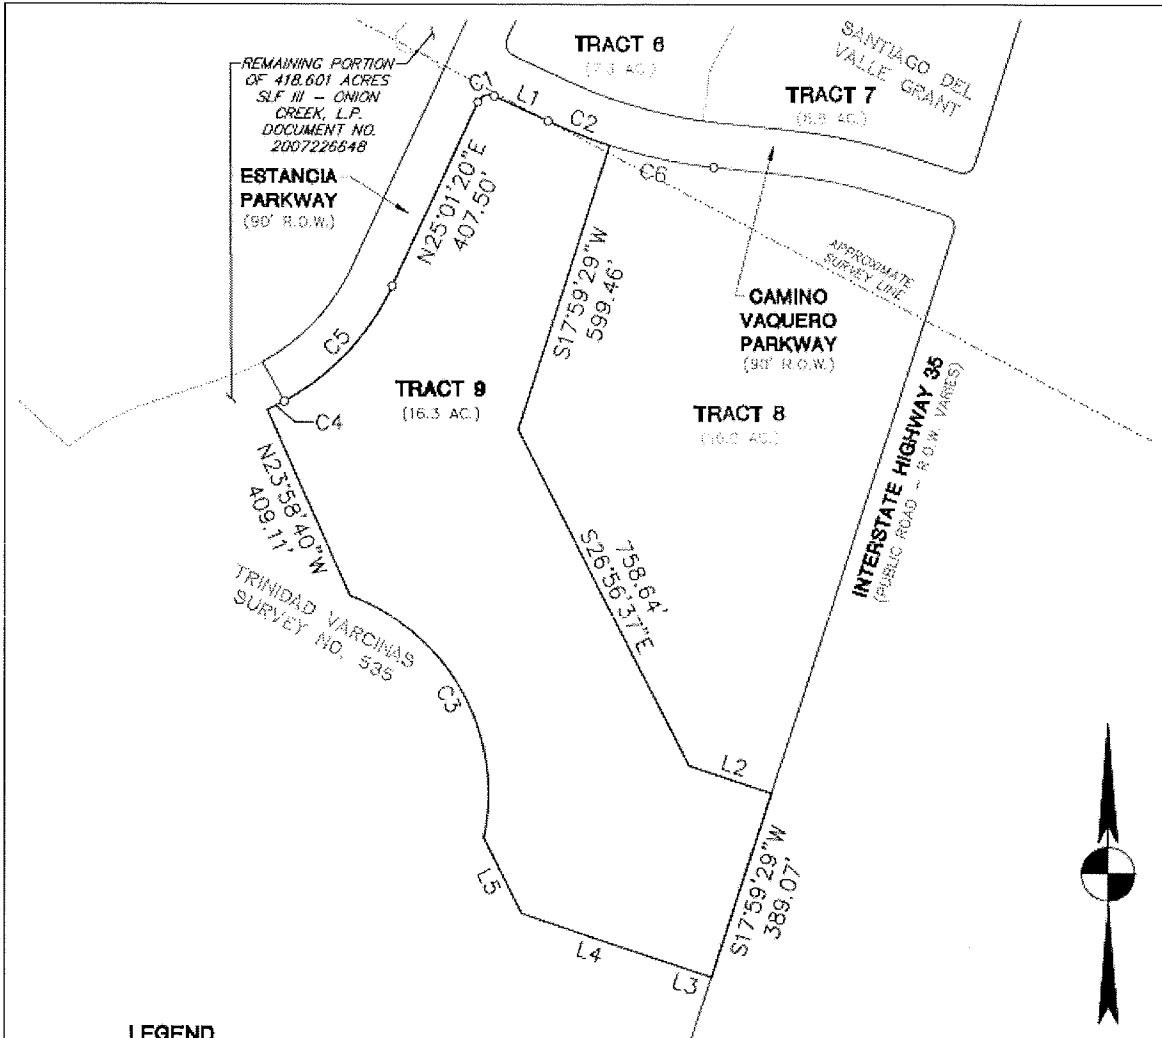 REMAINING PORTION
OF 418.601 ACRES
SLF III – ONION
CREEK, L.P.
DOCUMENT NO.
2007226648
TRACT 6
(7.3 AC.)
SANTIAGO DEL
VALLE GRANT
TRACT 7
C7
L1
C2
C6
ESTANCIA
PARKWAY
(90' R.O.W.)
N25°01'20"E
407.50'
S17°59'29"W
599.46'
APPROXIMATE
SURVEY LINE
CAMINO
VAQUERO
PARKWAY
(90' R.O.W.)
C5
C4
TRACT 9
(16.3 AC.)
TRACT 8
INTERSTATE HIGHWAY 35
(PUBLIC ROAD – R.O.W. VARIES)
N23°58'40"W
409.11'
758.64'
S26°56'37"E
TRINIDAD VARCINAS
SURVEY NO. 535
C3
L2
S17°59'29"W
389.07'
L5
L4
L3
LEGEND